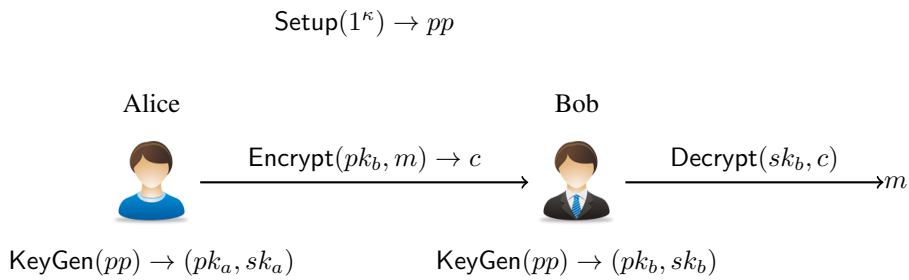 Setup(1^κ) → pp
Alice
Bob
Encrypt(pk_b, m) → c
Decrypt(sk_b, c)
m
KeyGen(pp) → (pk_a, sk_a)
KeyGen(pp) → (pk_b, sk_b)